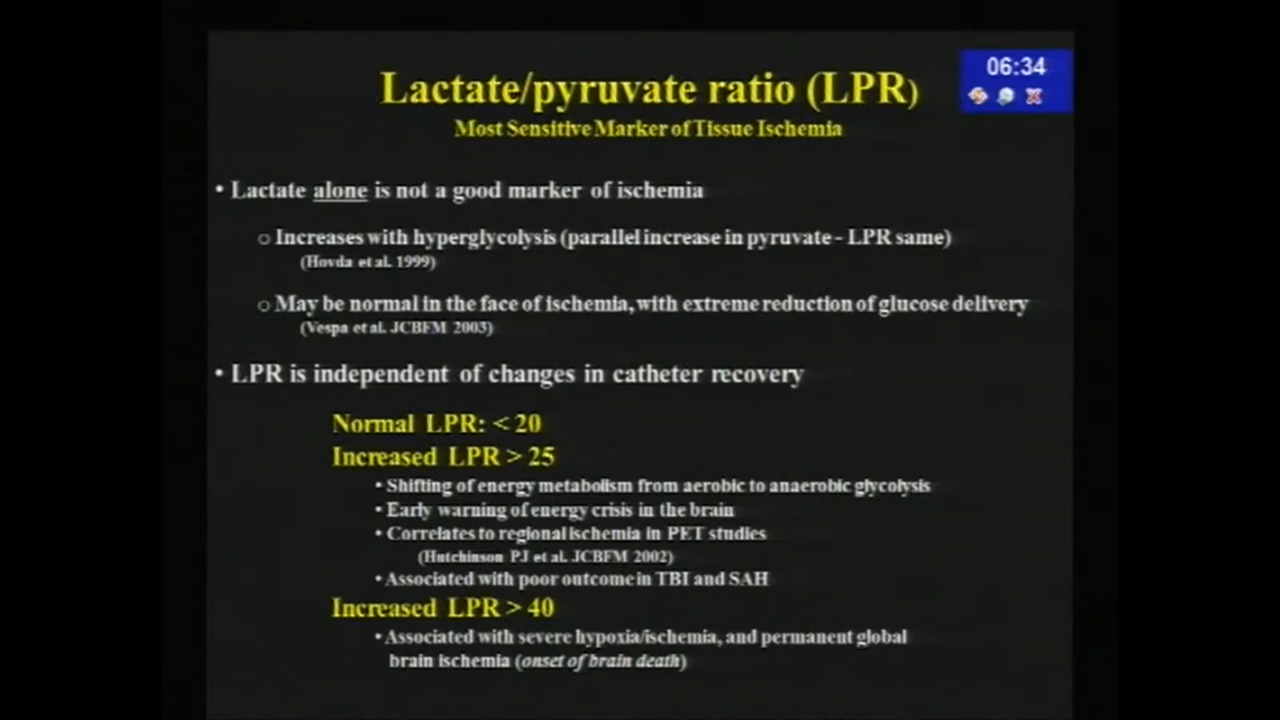 06:34
Lactate/pyruvate ratio (LPR)
Most Sensitive Marker of Tissue Ischemia
• Lactate alone is not a good marker of ischemia
o Increases with hyperglycolysis (parallel increase in pyruvate - LPR same)
(Hovda et al. 1999)
o May be normal in the face of ischemia, with extreme reduction of glucose delivery
(Vespa et al. JCBFM 2003)
• LPR is independent of changes in catheter recovery
Normal LPR: < 20
Increased LPR > 25
• Shifting of energy metabolism from aerobic to anaerobic glycolysis
• Early warning of energy crisis in the brain
• Correlates to regional ischemia in PET studies
(Hutchinson PJ et al. JCBFM 2002)
• Associated with poor outcome in TBI and SAH
Increased LPR > 40
• Associated with severe hypoxia/ischemia, and permanent global
brain ischemia (onset of brain death)